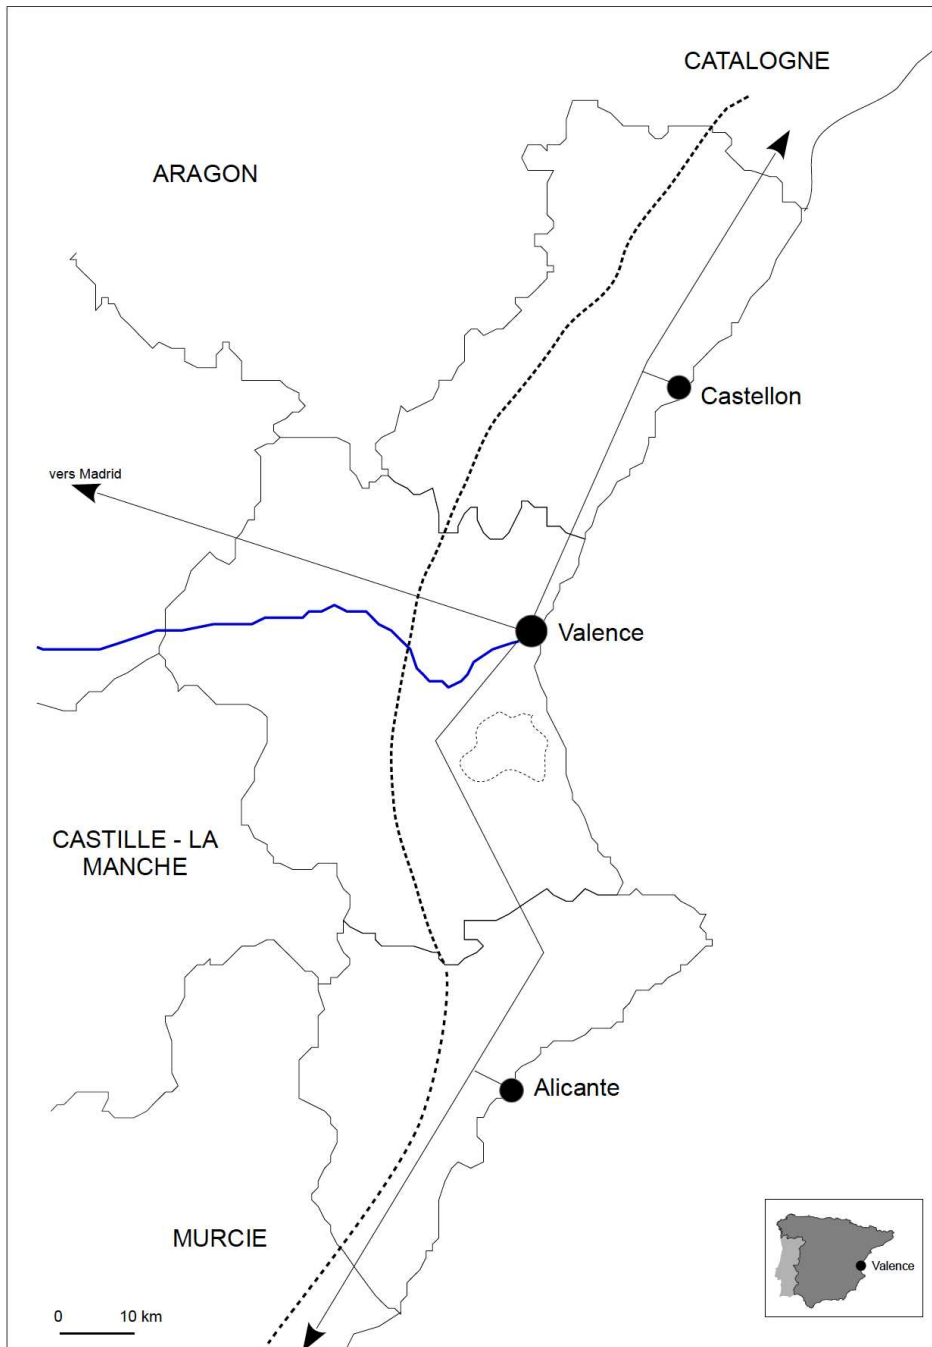 CATALOGNE
ARAGON
Castellon
vers Madrid
Valence
CASTILLE - LA
MANCHE
Alicante
MURCIE
Valence
0 10 km